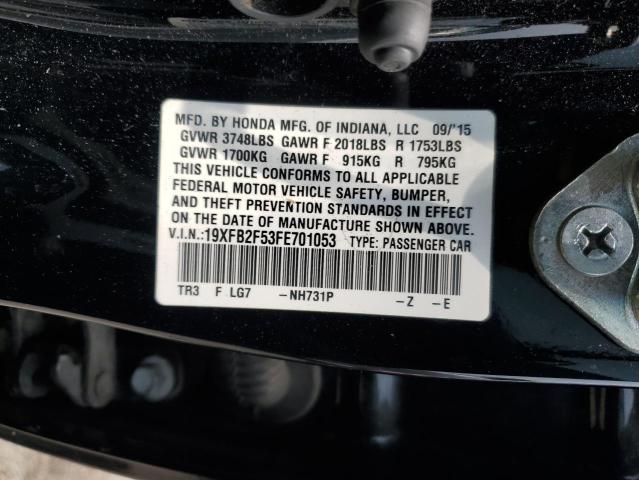 MFD. BY HONDA MFG. OF INDIANA, LLC 09/'15
GVWR 3748LBS GAWR F 2018LBS R 1753LBS
GVWR 1700KG GAWR F 915KG R 795KG
THIS VEHICLE CONFORMS TO ALL APPLICABLE
FEDERAL MOTOR VEHICLE SAFETY, BUMPER,
AND THEFT PREVENTION STANDARDS IN EFFECT
ON THE DATE OF MANUFACTURE SHOWN ABOVE.
V.I.N.:19XFB2F53FE701053 TYPE: PASSENGER CAR
TR3 F LG7 -NH731P -Z -E